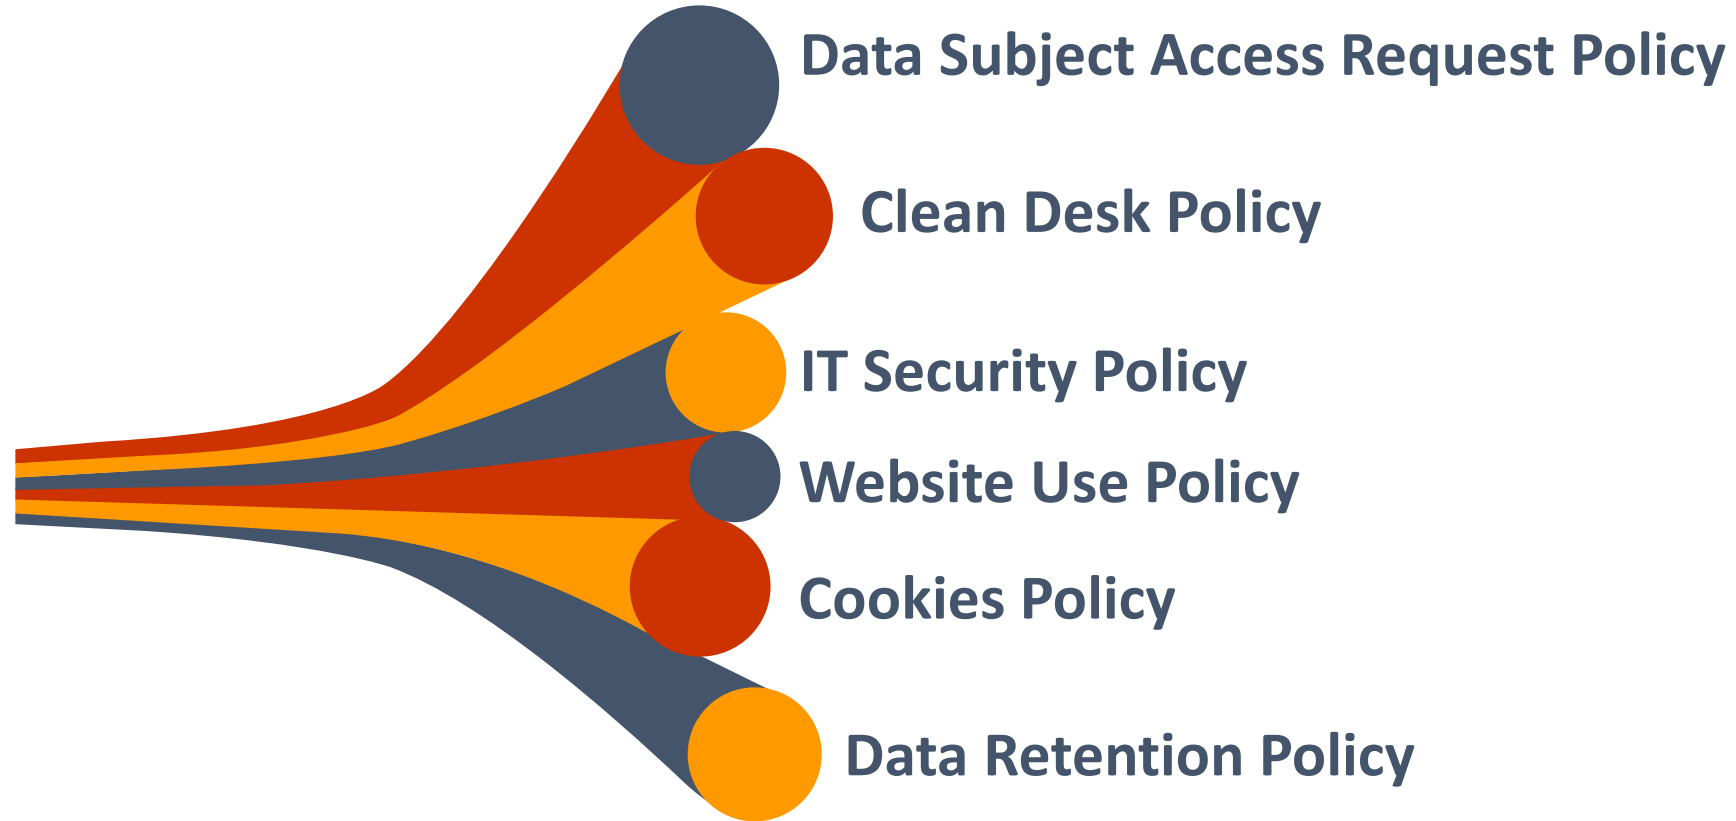 Data Subject Access Request Policy
Clean Desk Policy
IT Security Policy
Website Use Policy
Cookies Policy
Data Retention Policy